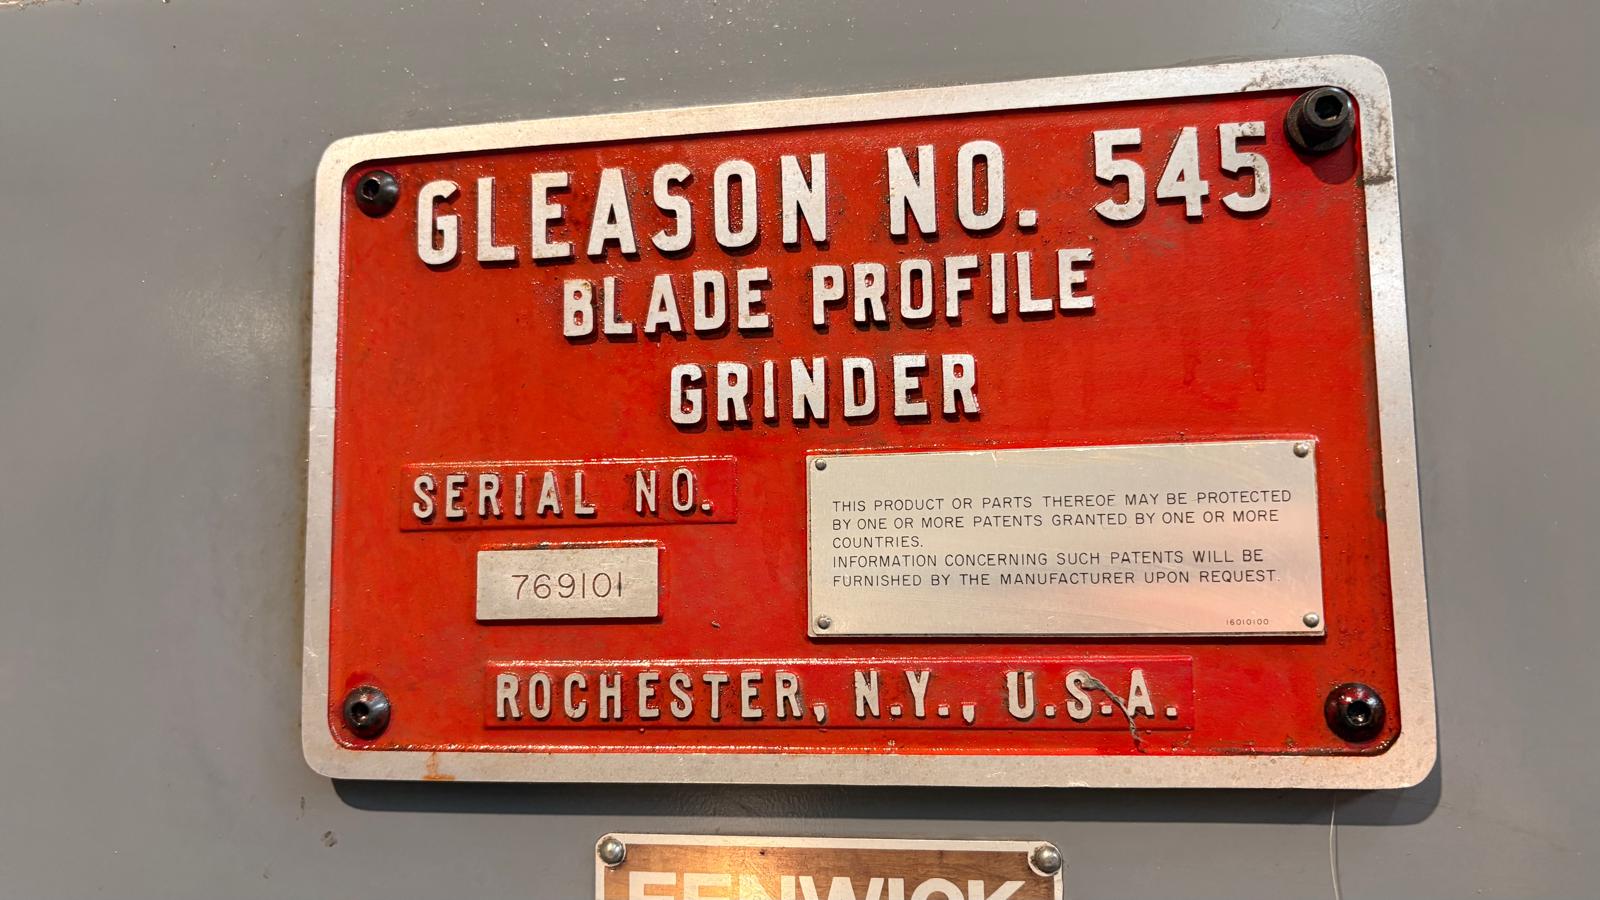 GLEASON NO. 545
BLADE PROFILE
GRINDER
SERIAL NO.
769101
THIS PRODUCT OR PARTS THEREOF MAY BE PROTECTED
BY ONE OR MORE PATENTS GRANTED BY ONE OR MORE
COUNTRIES.
INFORMATION CONCERNING SUCH PATENTS WILL BE
FURNISHED BY THE MANUFACTURER UPON REQUEST.
16010100
ROCHESTER, N.Y., U.S.A.
FENWICK